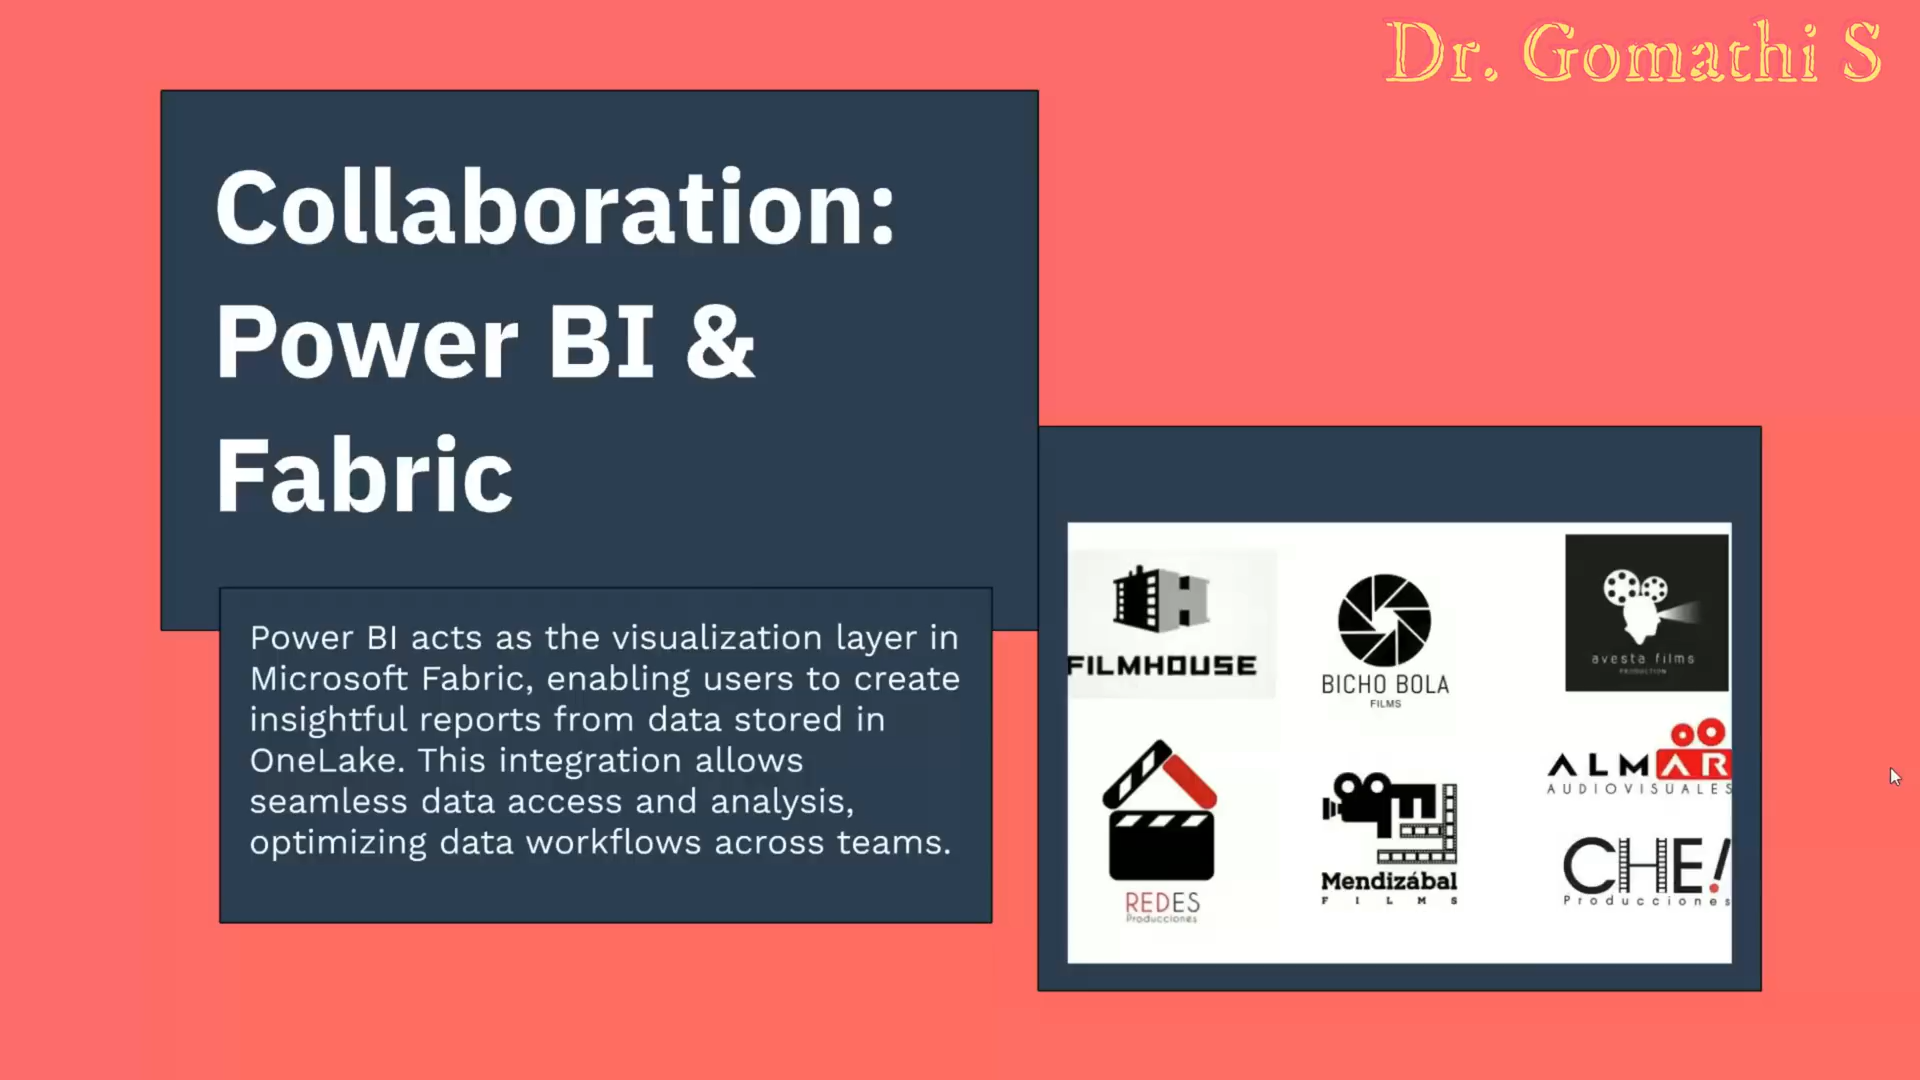 Dr. Gomathi S
Collaboration:
Power BI &
Fabric
Power BI acts as the visualization layer in
Microsoft Fabric, enabling users to create
insightful reports from data stored in
OneLake. This integration allows
seamless data access and analysis,
optimizing data workflows across teams.
FILMHOUSE
BICHO BOLA
FILMS
avesta films
PRODUCTION
REDES
Producciones
Mendizábal
FILMS
ALMAR
AUDIOVISUALES
CHE!
Producciones